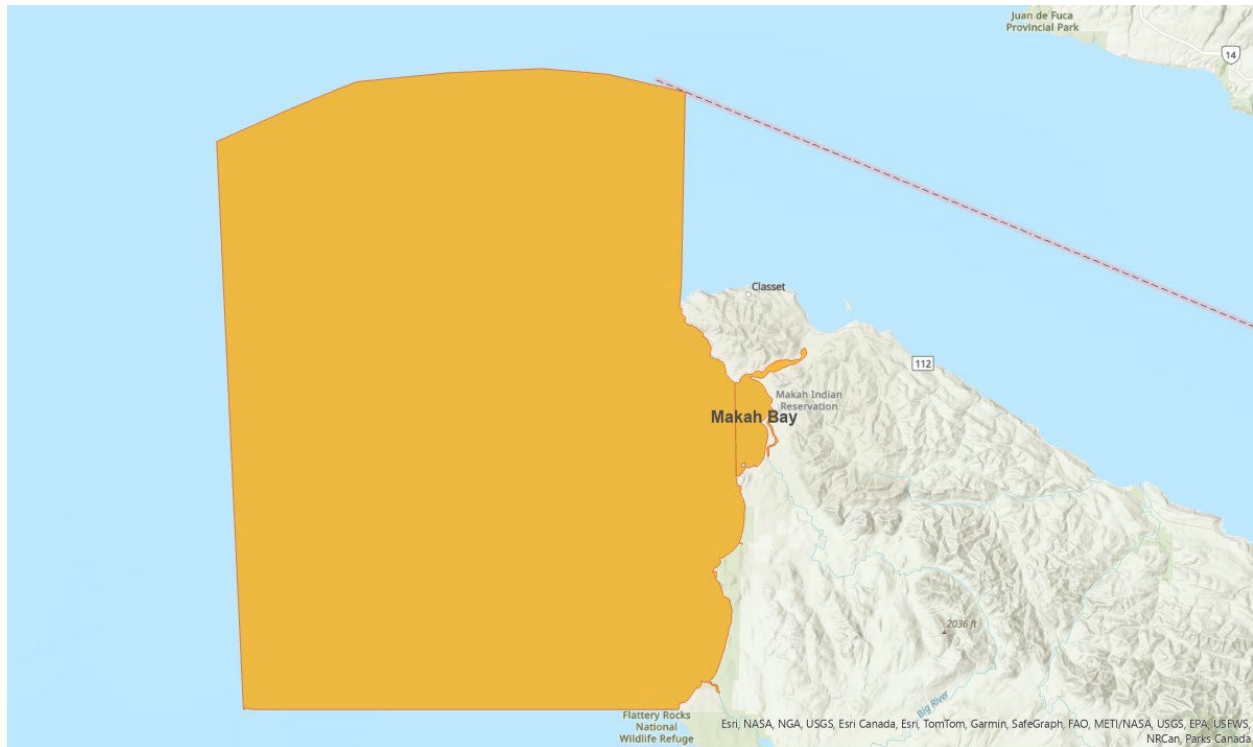 Juan de Fuca
Provincial Park
14
Classet
112
Makah Indian
Reservation
Makah Bay
2036 ft
Big River
Flattery Rocks
National
Wildlife Refuge
Esri, NASA, NGA, USGS, Esri Canada, Esri, TomTom, Garmin, SafeGraph, FAO, METI/NASA, USGS, EPA, USFWS,
NRCan, Parks Canada